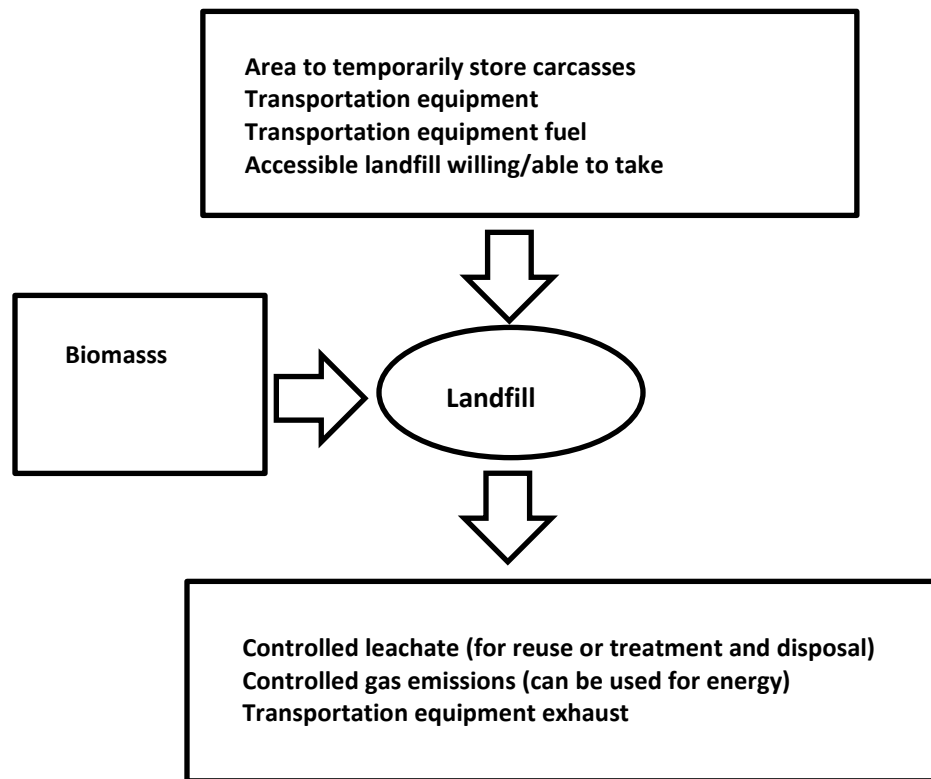 Area to temporarily store carcasses
Transportation equipment
Transportation equipment fuel
Accessible landfill willing/able to take
Biomasss
Landfill
Controlled leachate (for reuse or treatment and disposal)
Controlled gas emissions (can be used for energy)
Transportation equipment exhaust